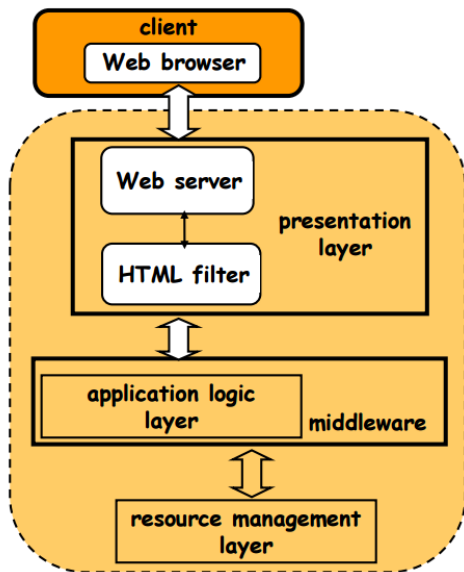 client
Web browser
Web server
presentation
layer
HTML filter
application logic
layer
middleware
resource management
layer